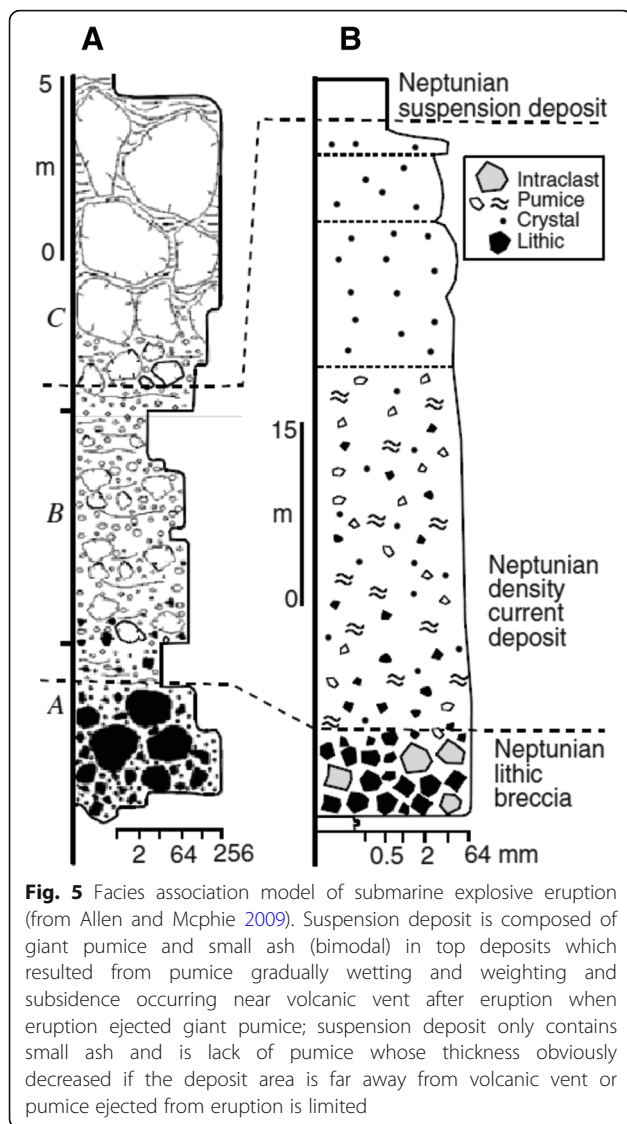 A
B
5
m
0
C
B
A
2 64 256
Neptunian
suspension deposit
Intraclast
Pumice
Crystal
Lithic
15
m
0
Neptunian
density
current
deposit
Neptunian
lithic
breccia
0.5 2 64 mm
Fig. 5 Facies association model of submarine explosive eruption
(from Allen and Mcphie 2009). Suspension deposit is composed of
giant pumice and small ash (bimodal) in top deposits which
resulted from pumice gradually wetting and weighting and
subsidence occurring near volcanic vent after eruption when
eruption ejected giant pumice; suspension deposit only contains
small ash and is lack of pumice whose thickness obviously
decreased if the deposit area is far away from volcanic vent or
pumice ejected from eruption is limited